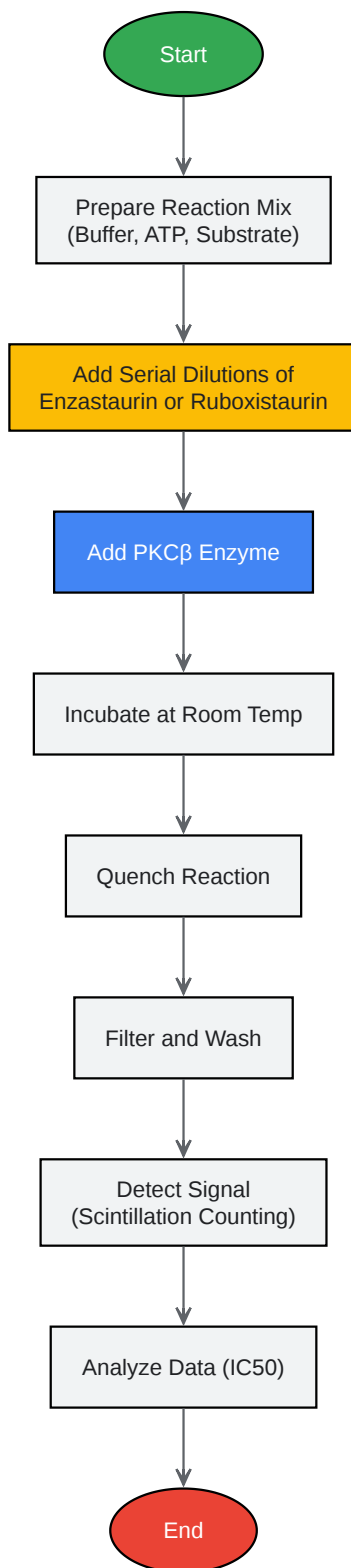 Start
Prepare Reaction Mix
(Buffer, ATP, Substrate)
Add Serial Dilutions of
Enzastaurin or Ruboxistaurin
Add PKCβ Enzyme
Incubate at Room Temp
Quench Reaction
Filter and Wash
Detect Signal
(Scintillation Counting)
Analyze Data (IC50)
End